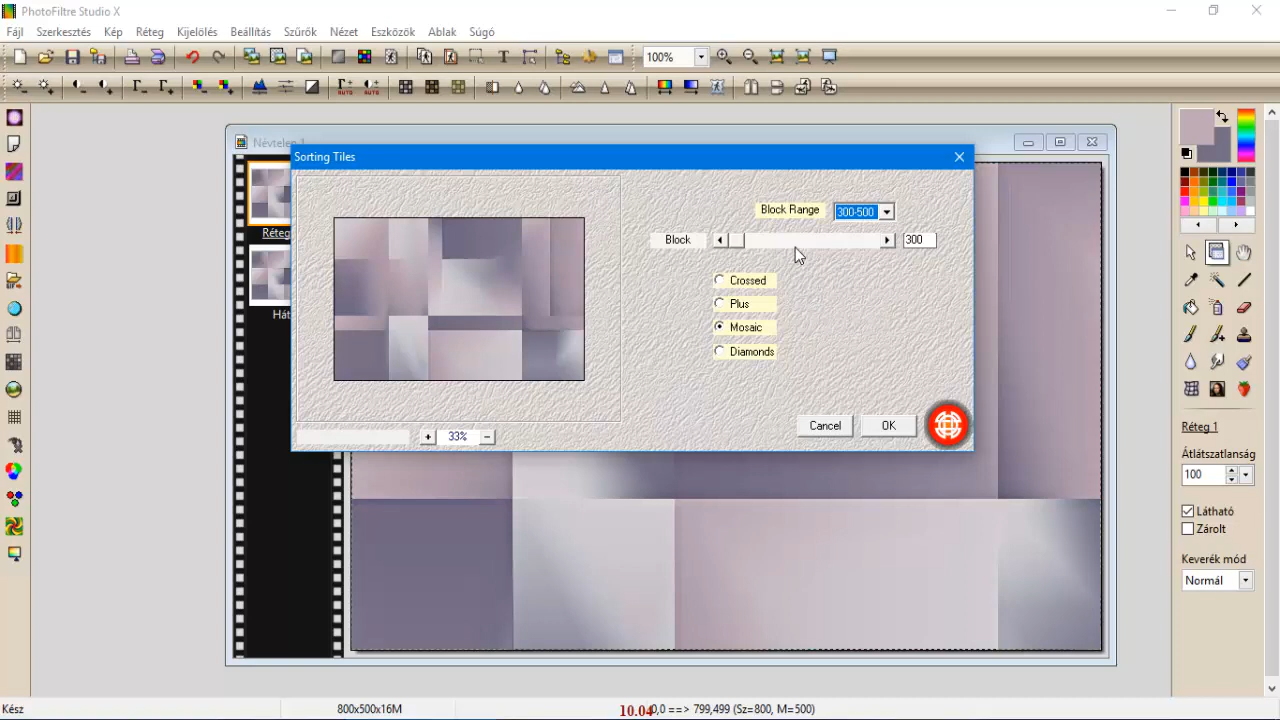 PhotoFiltre Studio X
Fájl Szerkesztés Kép Réteg Kijelölés Beállítás Szűrők Nézet Eszközök Ablak Súgó
100%
AUTO AUTO
Névtelen 1
Sorting Tiles
Block Range 300-500
Block 300
Crossed
Plus
Mosaic
Diamonds
Cancel OK
+ 33% −
Réteg
Hát
Réteg 1
Átlátszatlanság
100
Látható
Zárolt
Keverék mód
Normál
Kész 800x500x16M 10.04 0,0 ==> 799,499 (Sz=800, M=500)